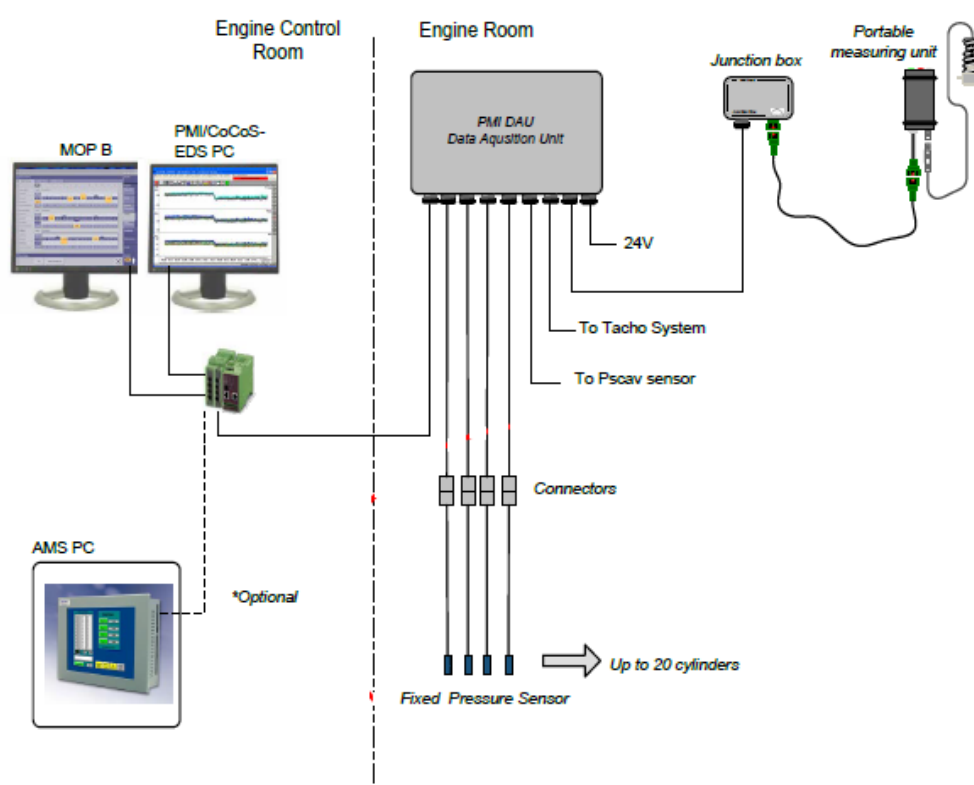 Engine Control
Room
Engine Room
Portable
measuring unit
Junction box
PMI DAU
Data Aqusition Unit
MOP B
PMI/CoCoS-
EDS PC
24V
To Tacho System
To Pscav sensor
Connectors
AMS PC
*Optional
Up to 20 cylinders
Fixed Pressure Sensor